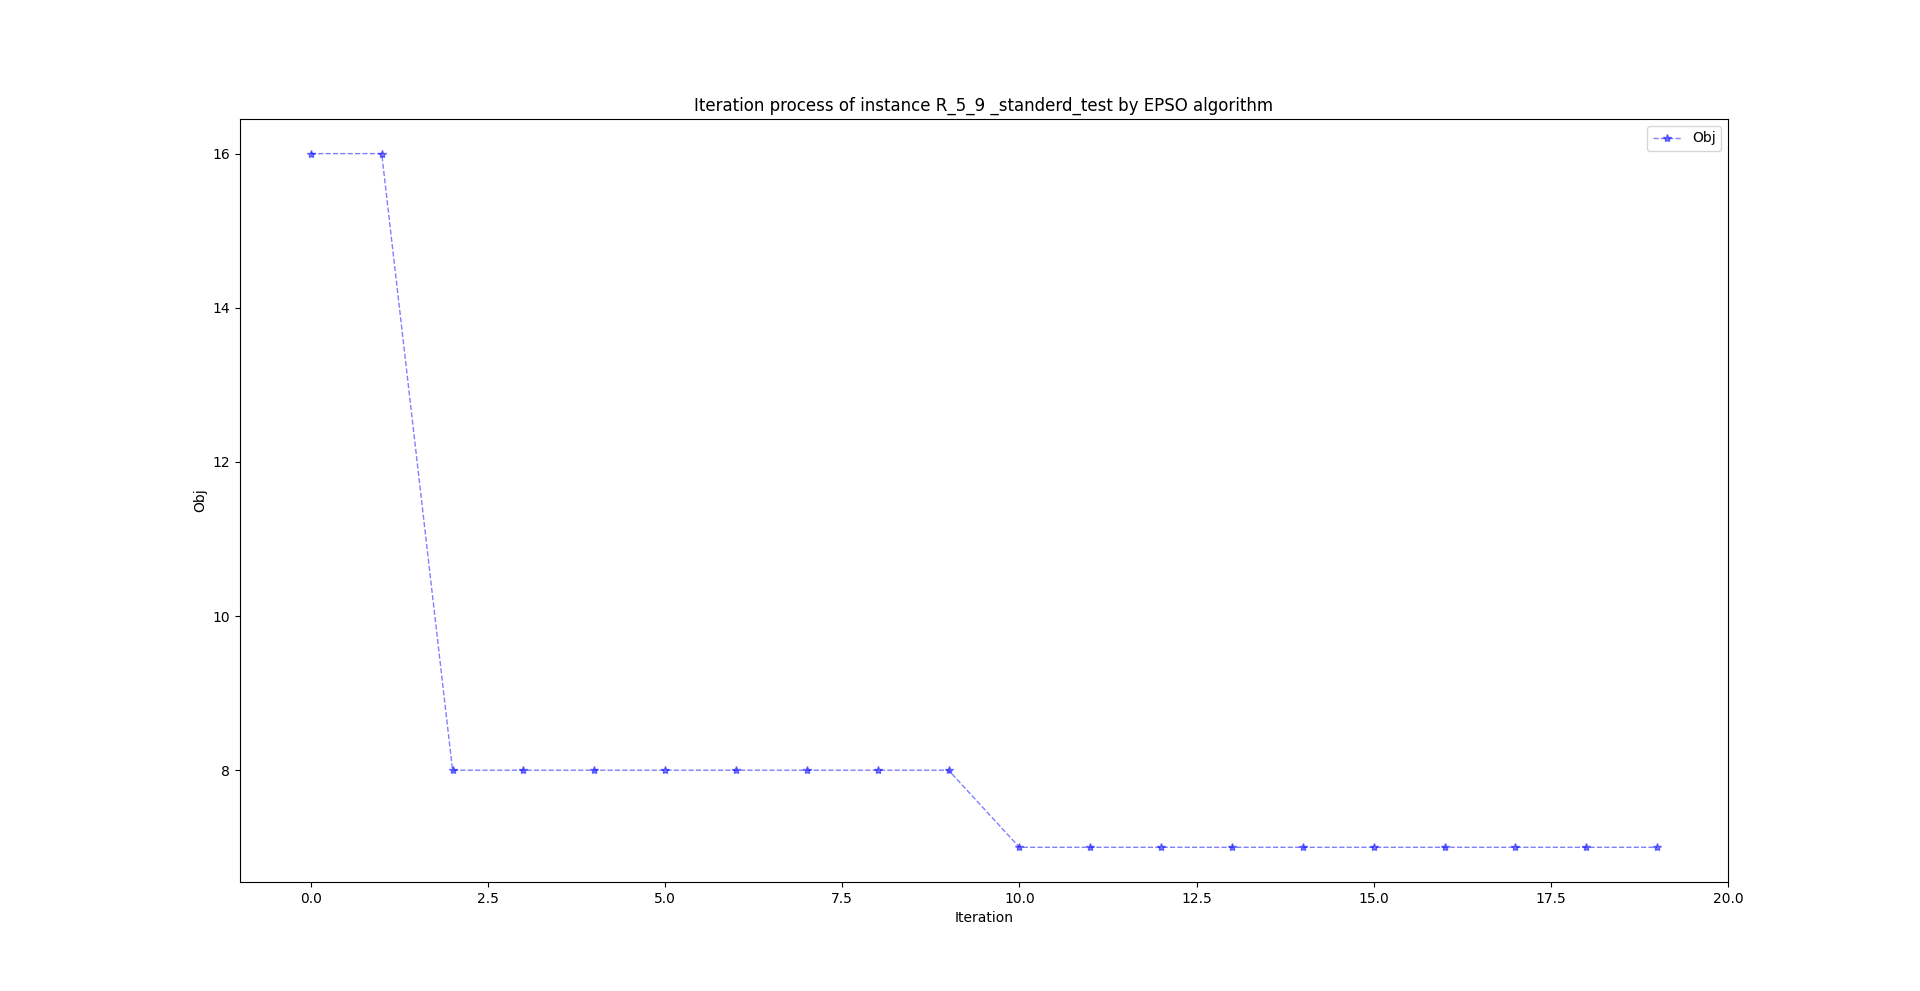 Iteration process of instance R_5_9 _standerd_test by EPSO algorithm
Obj
16
14
12
10
8
Obj
0.0 2.5 5.0 7.5 10.0 12.5 15.0 17.5 20.0
Iteration